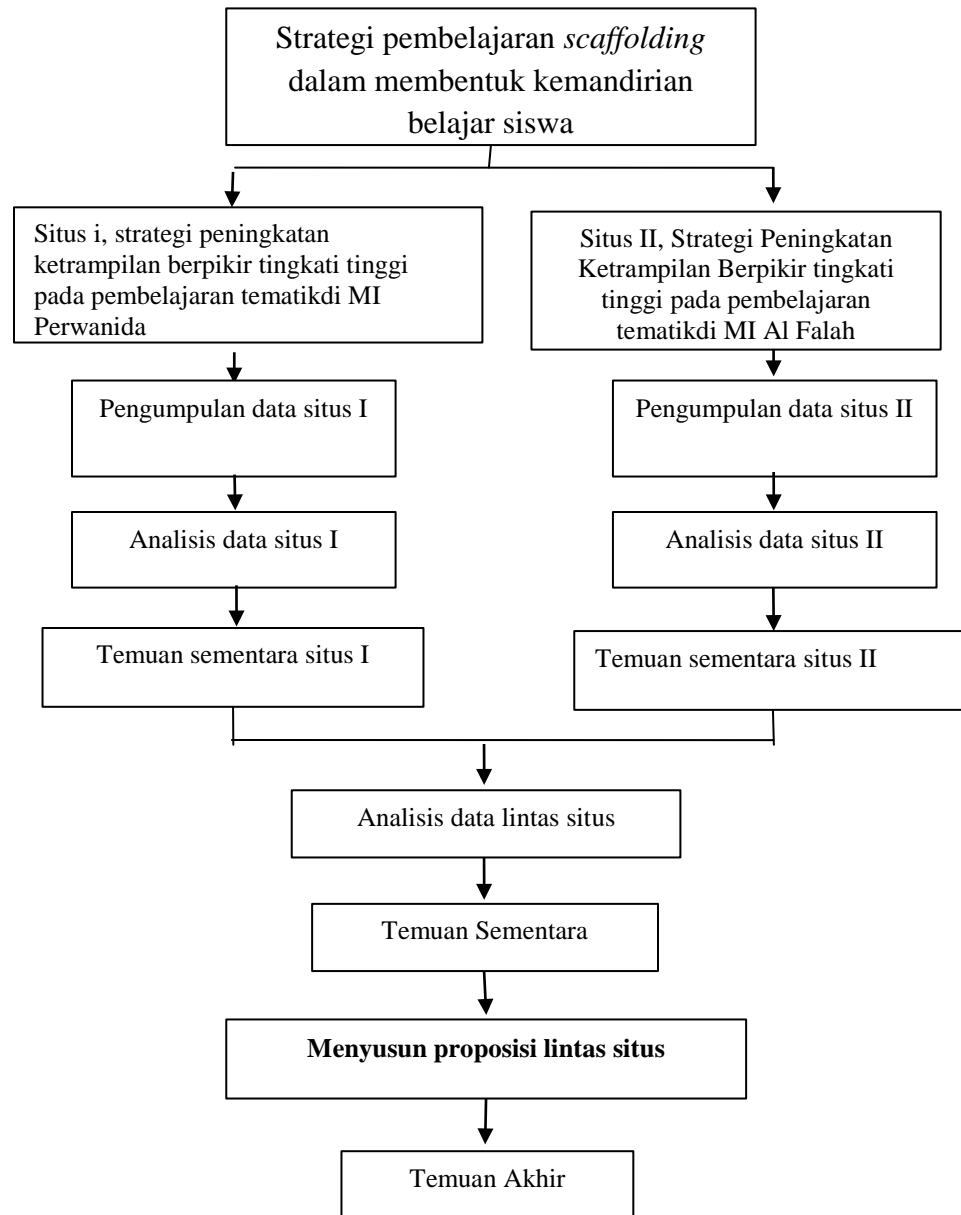 Strategi pembelajaran scaffolding
dalam membentuk kemandirian
belajar siswa
Situs i, strategi peningkatan
ketrampilan berpikir tingkati tinggi
pada pembelajaran tematikdi MI
Perwanida
Situs II, Strategi Peningkatan
Ketrampilan Berpikir tingkati
tinggi pada pembelajaran
tematikdi MI Al Falah
Pengumpulan data situs I
Pengumpulan data situs II
Analisis data situs I
Analisis data situs II
Temuan sementara situs I
Temuan sementara situs II
Analisis data lintas situs
Temuan Sementara
Menyusun proposisi lintas situs
Temuan Akhir